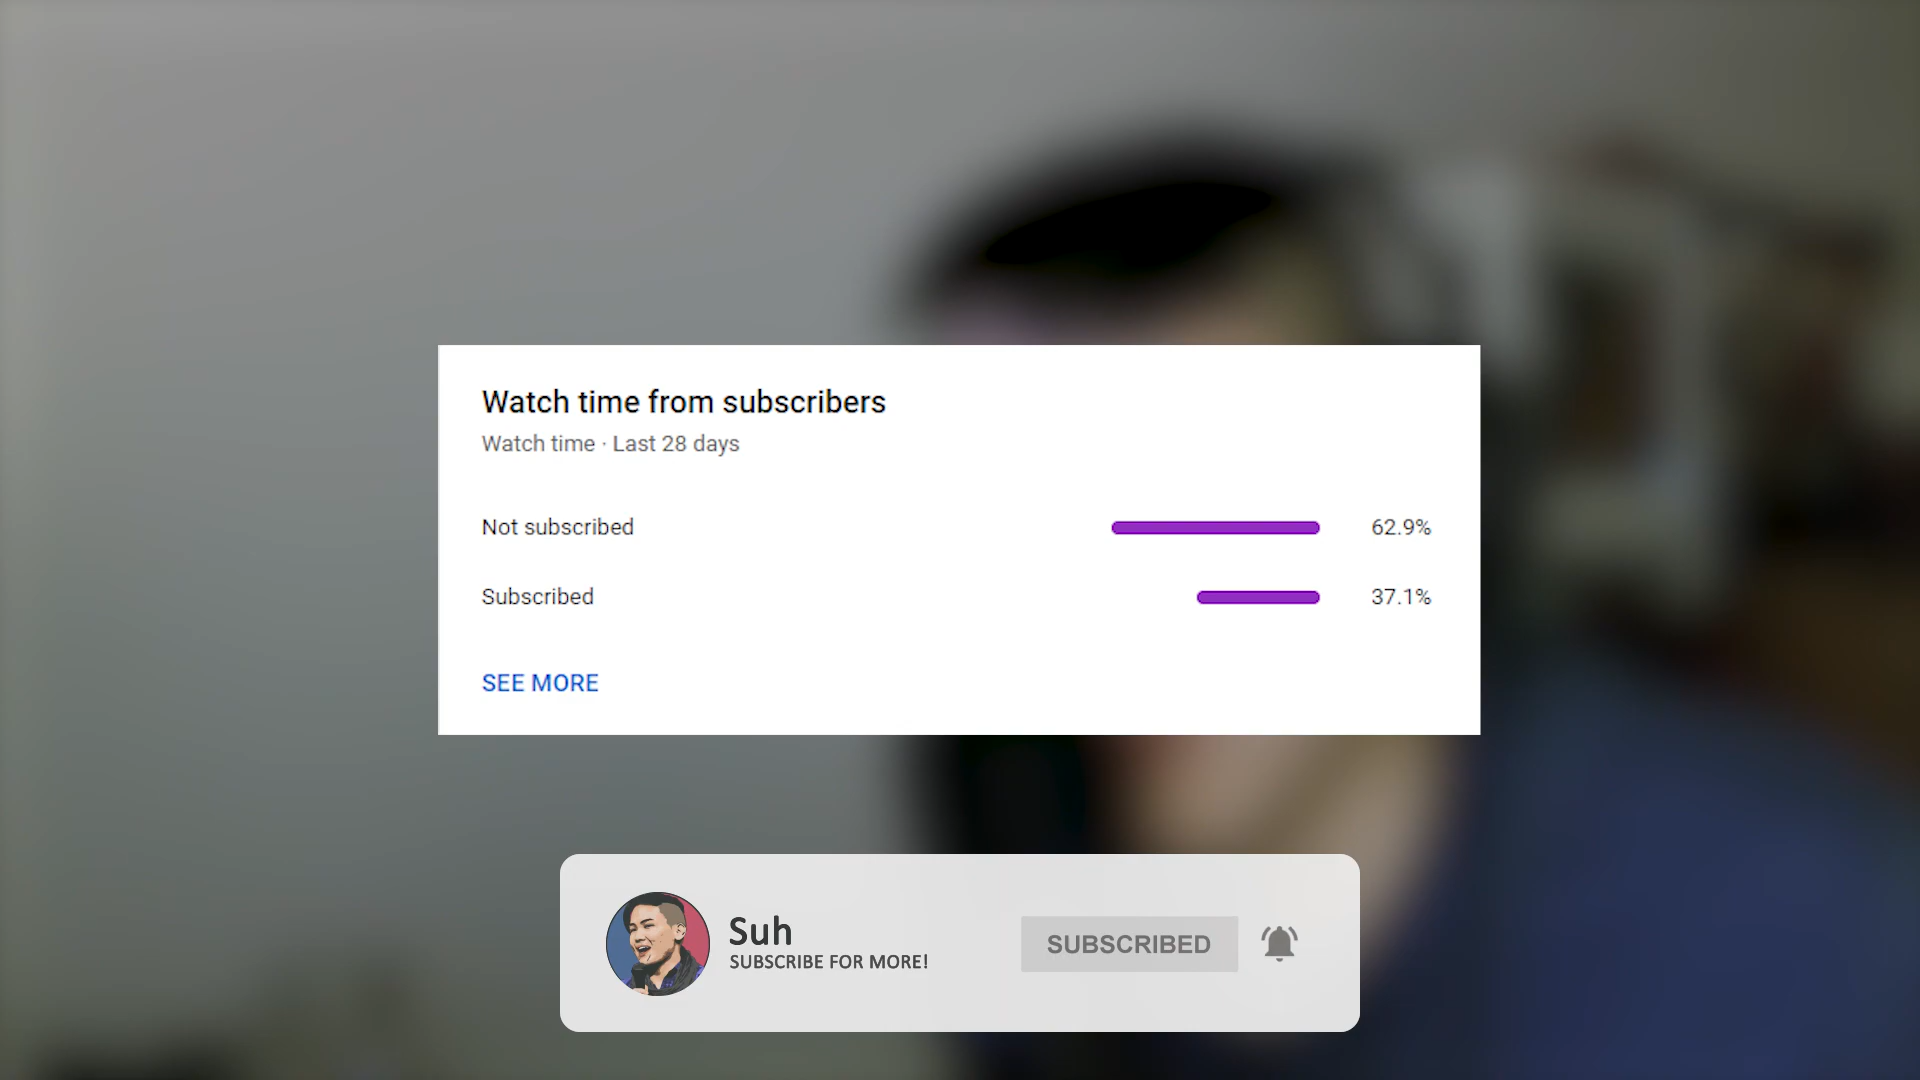 Watch time from subscribers
Watch time · Last 28 days
Not subscribed 62.9%
Subscribed 37.1%
SEE MORE
Suh
SUBSCRIBE FOR MORE!
SUBSCRIBED